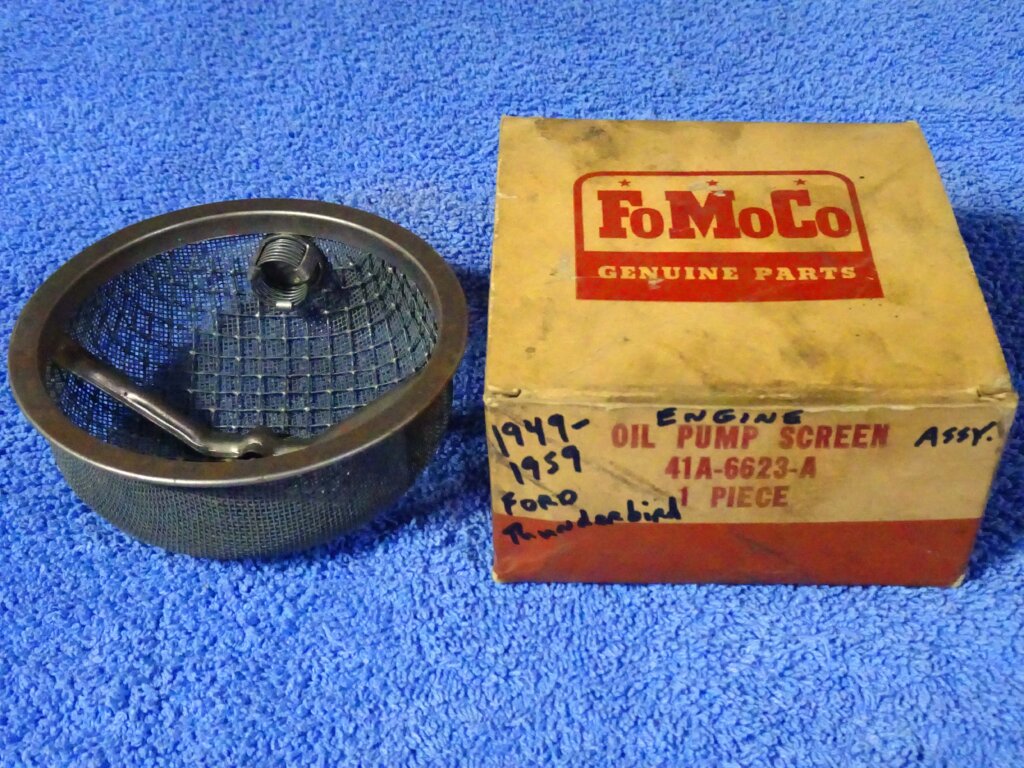 FoMoCo
GENUINE PARTS
ENGINE
OIL PUMP SCREEN ASSY.
41A-6623-A
1 PIECE
1949-
1959
FORD
Thunderbird